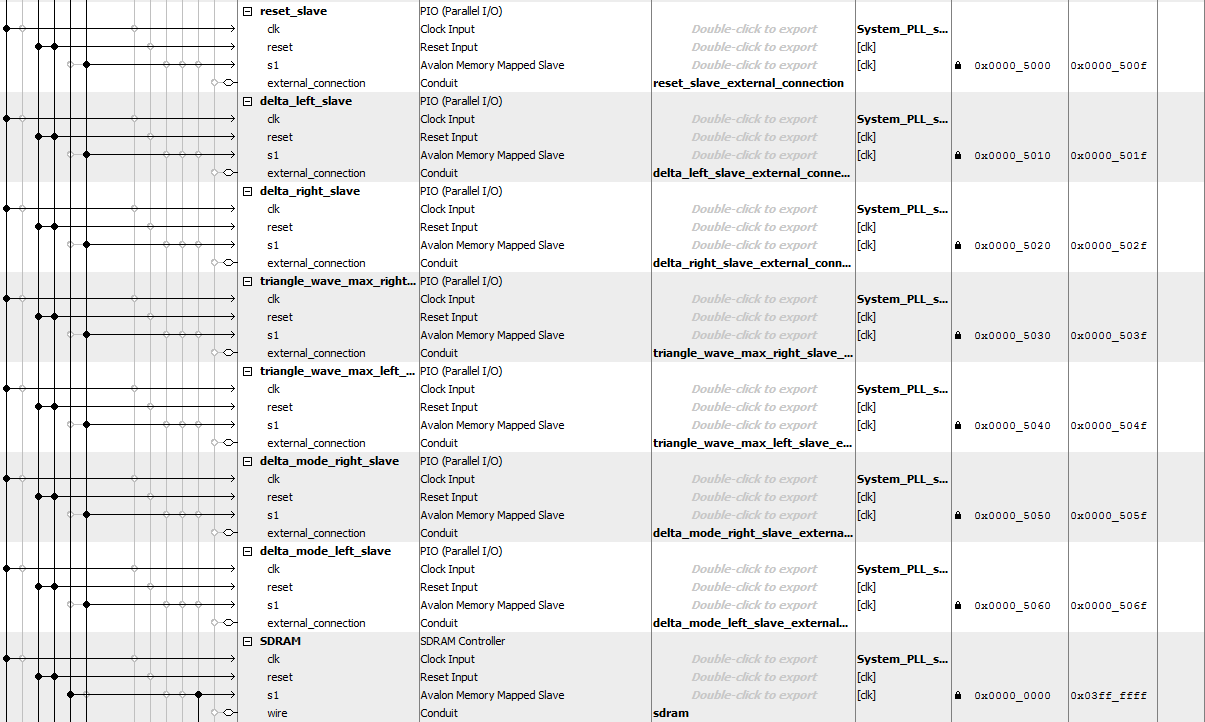 reset_slave PIO (Parallel I/O)
clk Clock Input Double-click to export System_PLL_s...
reset Reset Input Double-click to export [clk]
s1 Avalon Memory Mapped Slave Double-click to export [clk] 0x0000_5000 0x0000_500f
external_connection Conduit reset_slave_external_connection
delta_left_slave PIO (Parallel I/O)
clk Clock Input Double-click to export System_PLL_s...
reset Reset Input Double-click to export [clk]
s1 Avalon Memory Mapped Slave Double-click to export [clk] 0x0000_5010 0x0000_501f
external_connection Conduit delta_left_slave_external_conne...
delta_right_slave PIO (Parallel I/O)
clk Clock Input Double-click to export System_PLL_s...
reset Reset Input Double-click to export [clk]
s1 Avalon Memory Mapped Slave Double-click to export [clk] 0x0000_5020 0x0000_502f
external_connection Conduit delta_right_slave_external_conn...
triangle_wave_max_right... PIO (Parallel I/O)
clk Clock Input Double-click to export System_PLL_s...
reset Reset Input Double-click to export [clk]
s1 Avalon Memory Mapped Slave Double-click to export [clk] 0x0000_5030 0x0000_503f
external_connection Conduit triangle_wave_max_right_slave_...
triangle_wave_max_left_... PIO (Parallel I/O)
clk Clock Input Double-click to export System_PLL_s...
reset Reset Input Double-click to export [clk]
s1 Avalon Memory Mapped Slave Double-click to export [clk] 0x0000_5040 0x0000_504f
external_connection Conduit triangle_wave_max_left_slave_e...
delta_mode_right_slave PIO (Parallel I/O)
clk Clock Input Double-click to export System_PLL_s...
reset Reset Input Double-click to export [clk]
s1 Avalon Memory Mapped Slave Double-click to export [clk] 0x0000_5050 0x0000_505f
external_connection Conduit delta_mode_right_slave_externa...
delta_mode_left_slave PIO (Parallel I/O)
clk Clock Input Double-click to export System_PLL_s...
reset Reset Input Double-click to export [clk]
s1 Avalon Memory Mapped Slave Double-click to export [clk] 0x0000_5060 0x0000_506f
external_connection Conduit delta_mode_left_slave_external...
SDRAM SDRAM Controller
clk Clock Input Double-click to export System_PLL_s...
reset Reset Input Double-click to export [clk]
s1 Avalon Memory Mapped Slave Double-click to export [clk] 0x0000_0000 0x03ff_ffff
wire Conduit sdram